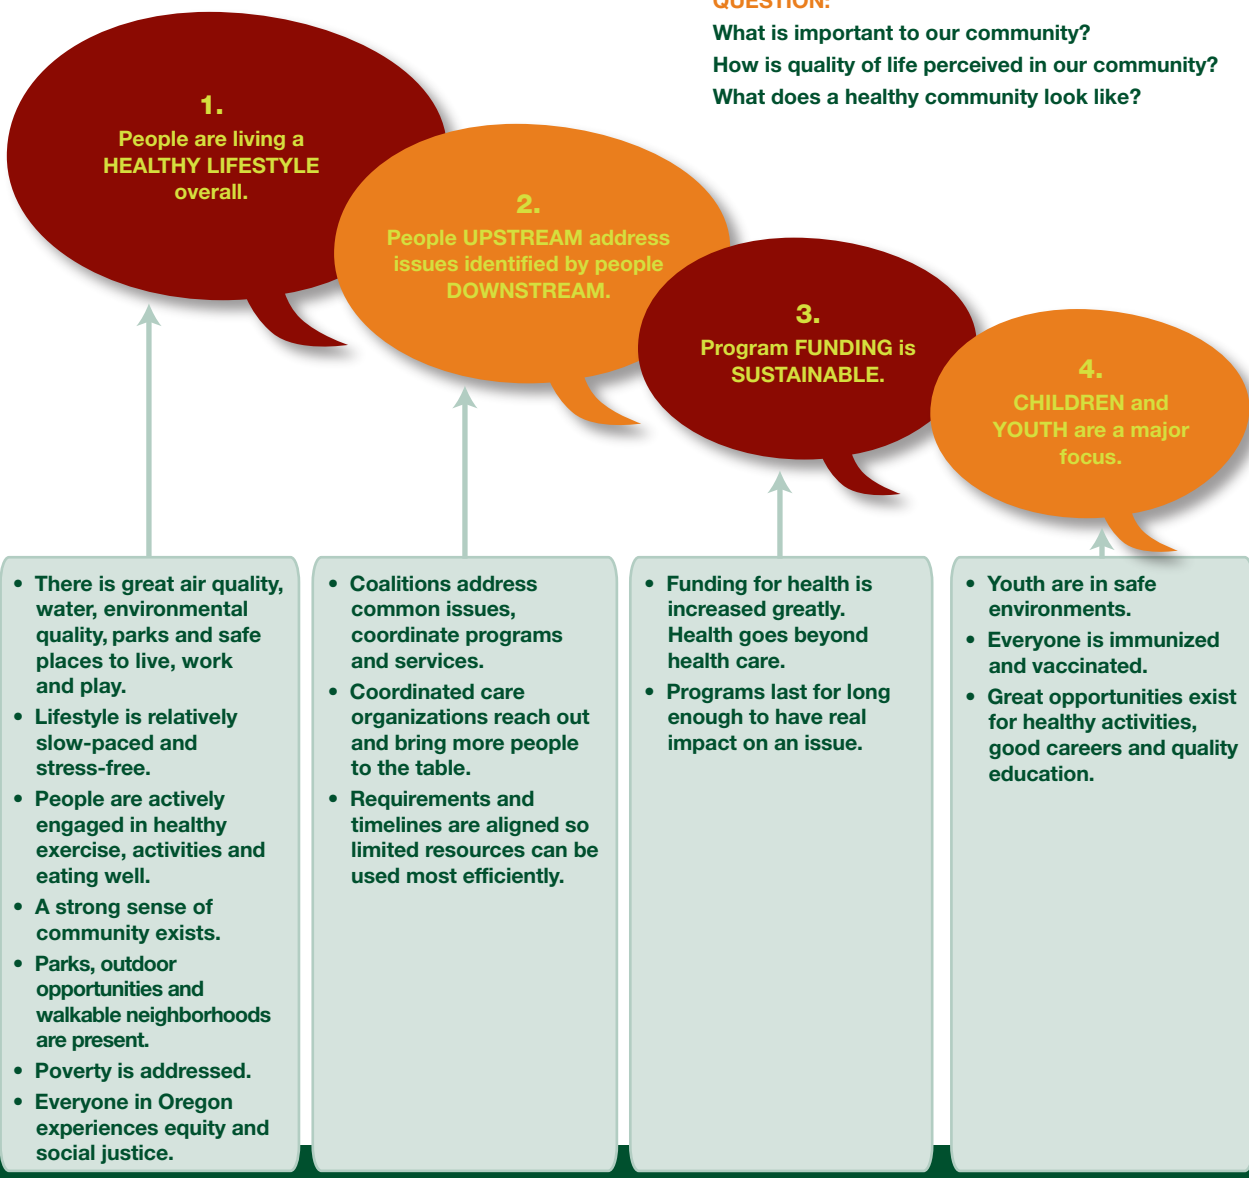 QUESTION:
What is important to our community?
How is quality of life perceived in our community?
What does a healthy community look like?
1.
People are living a
HEALTHY LIFESTYLE
overall.
2.
People UPSTREAM address
issues identified by people
DOWNSTREAM.
3.
Program FUNDING is
SUSTAINABLE.
4.
CHILDREN and
YOUTH are a major
focus.
• There is great air quality,
water, environmental
quality, parks and safe
places to live, work
and play.
• Lifestyle is relatively
slow-paced and
stress-free.
• People are actively
engaged in healthy
exercise, activities and
eating well.
• A strong sense of
community exists.
• Parks, outdoor
opportunities and
walkable neighborhoods
are present.
• Poverty is addressed.
• Everyone in Oregon
experiences equity and
social justice.
• Coalitions address
common issues,
coordinate programs
and services.
• Coordinated care
organizations reach out
and bring more people
to the table.
• Requirements and
timelines are aligned so
limited resources can be
used most efficiently.
• Funding for health is
increased greatly.
Health goes beyond
health care.
• Programs last for long
enough to have real
impact on an issue.
• Youth are in safe
environments.
• Everyone is immunized
and vaccinated.
• Great opportunities exist
for healthy activities,
good careers and quality
education.